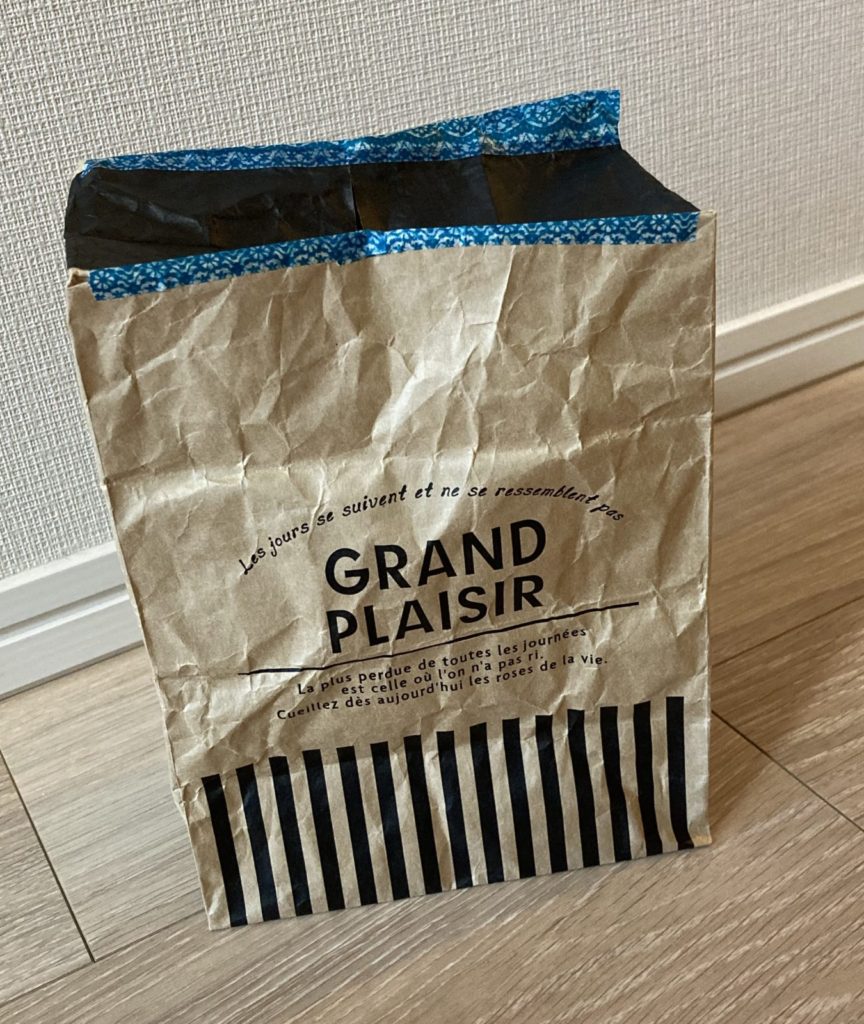 Les jours se suivent et ne se ressemblent pas
GRAND
PLAISIR
La plus perdue de toutes les journées
est celle où l'on n'a pas ri.
Cueillez dès aujourd'hui les roses de la vie.